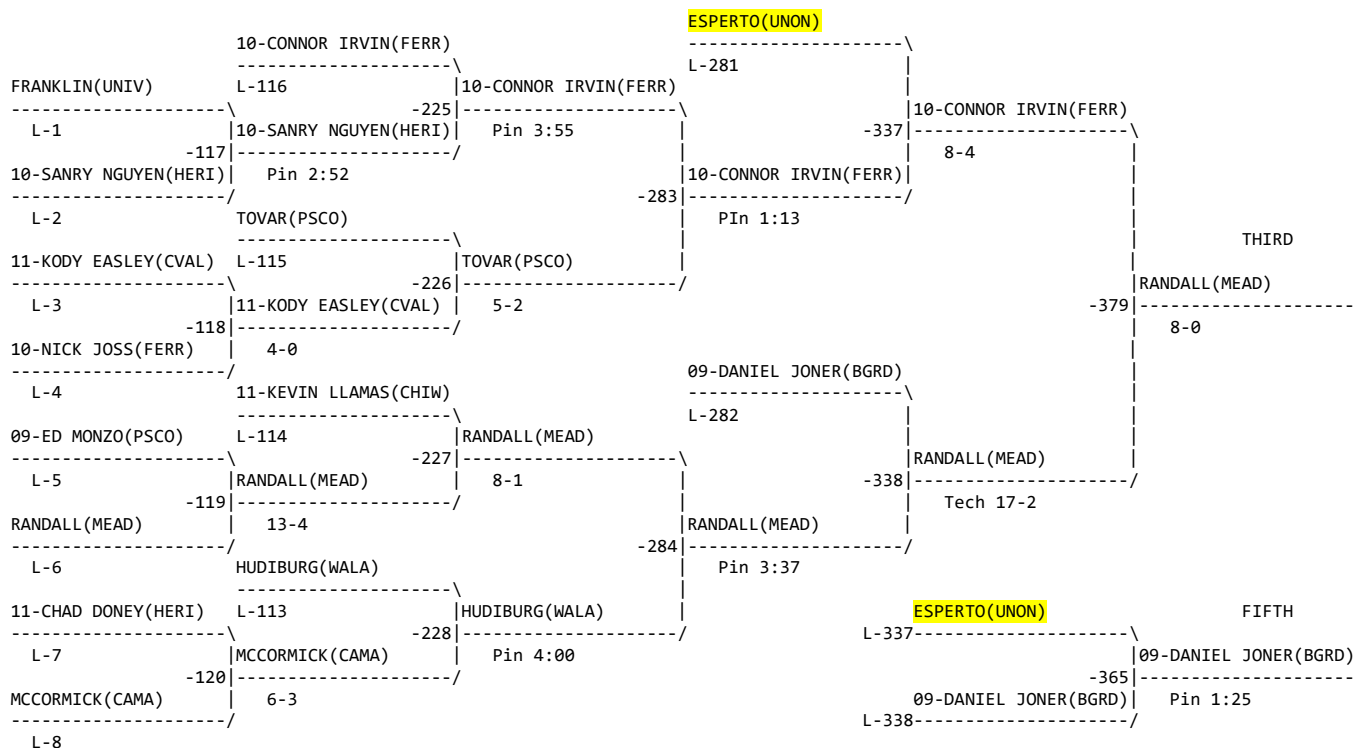 ESPERTO(UNON)
10-CONNOR IRVIN(FERR) ---------------------\
---------------------\ L-281 |
FRANKLIN(UNIV) L-116 |10-CONNOR IRVIN(FERR) |
---------------------\ -225|---------------------\ |10-CONNOR IRVIN(FERR)
L-1 |10-SANRY NGUYEN(HERI)| Pin 3:55 | -337|---------------------\
-117|---------------------/ | | 8-4 |
10-SANRY NGUYEN(HERI)| Pin 2:52 |10-CONNOR IRVIN(FERR)| |
---------------------/ -283|---------------------/ |
L-2 TOVAR(PSCO) | PIn 1:13 |
---------------------\ | | THIRD
11-KODY EASLEY(CVAL) L-115 |TOVAR(PSCO) | |
---------------------\ -226|---------------------/ |RANDALL(MEAD)
L-3 |11-KODY EASLEY(CVAL) | 5-2 -379|---------------------
-118|---------------------/ | 8-0
10-NICK JOSS(FERR) | 4-0 |
---------------------/ 09-DANIEL JONER(BGRD) |
L-4 11-KEVIN LLAMAS(CHIW) ---------------------\ |
---------------------\ L-282 | |
09-ED MONZO(PSCO) L-114 |RANDALL(MEAD) | |
---------------------\ -227|---------------------\ |RANDALL(MEAD) |
L-5 |RANDALL(MEAD) | 8-1 | -338|---------------------/
-119|---------------------/ | | Tech 17-2
RANDALL(MEAD) | 13-4 |RANDALL(MEAD) |
---------------------/ -284|---------------------/
L-6 HUDIBURG(WALA) | Pin 3:37
---------------------\ |
11-CHAD DONEY(HERI) L-113 |HUDIBURG(WALA) | ESPERTO(UNON) FIFTH
---------------------\ -228|---------------------/ L-337---------------------\
L-7 |MCCORMICK(CAMA) | Pin 4:00 |09-DANIEL JONER(BGRD)
-120|---------------------/ -365|---------------------
MCCORMICK(CAMA) | 6-3 09-DANIEL JONER(BGRD)| Pin 1:25
---------------------/ L-338---------------------/
L-8